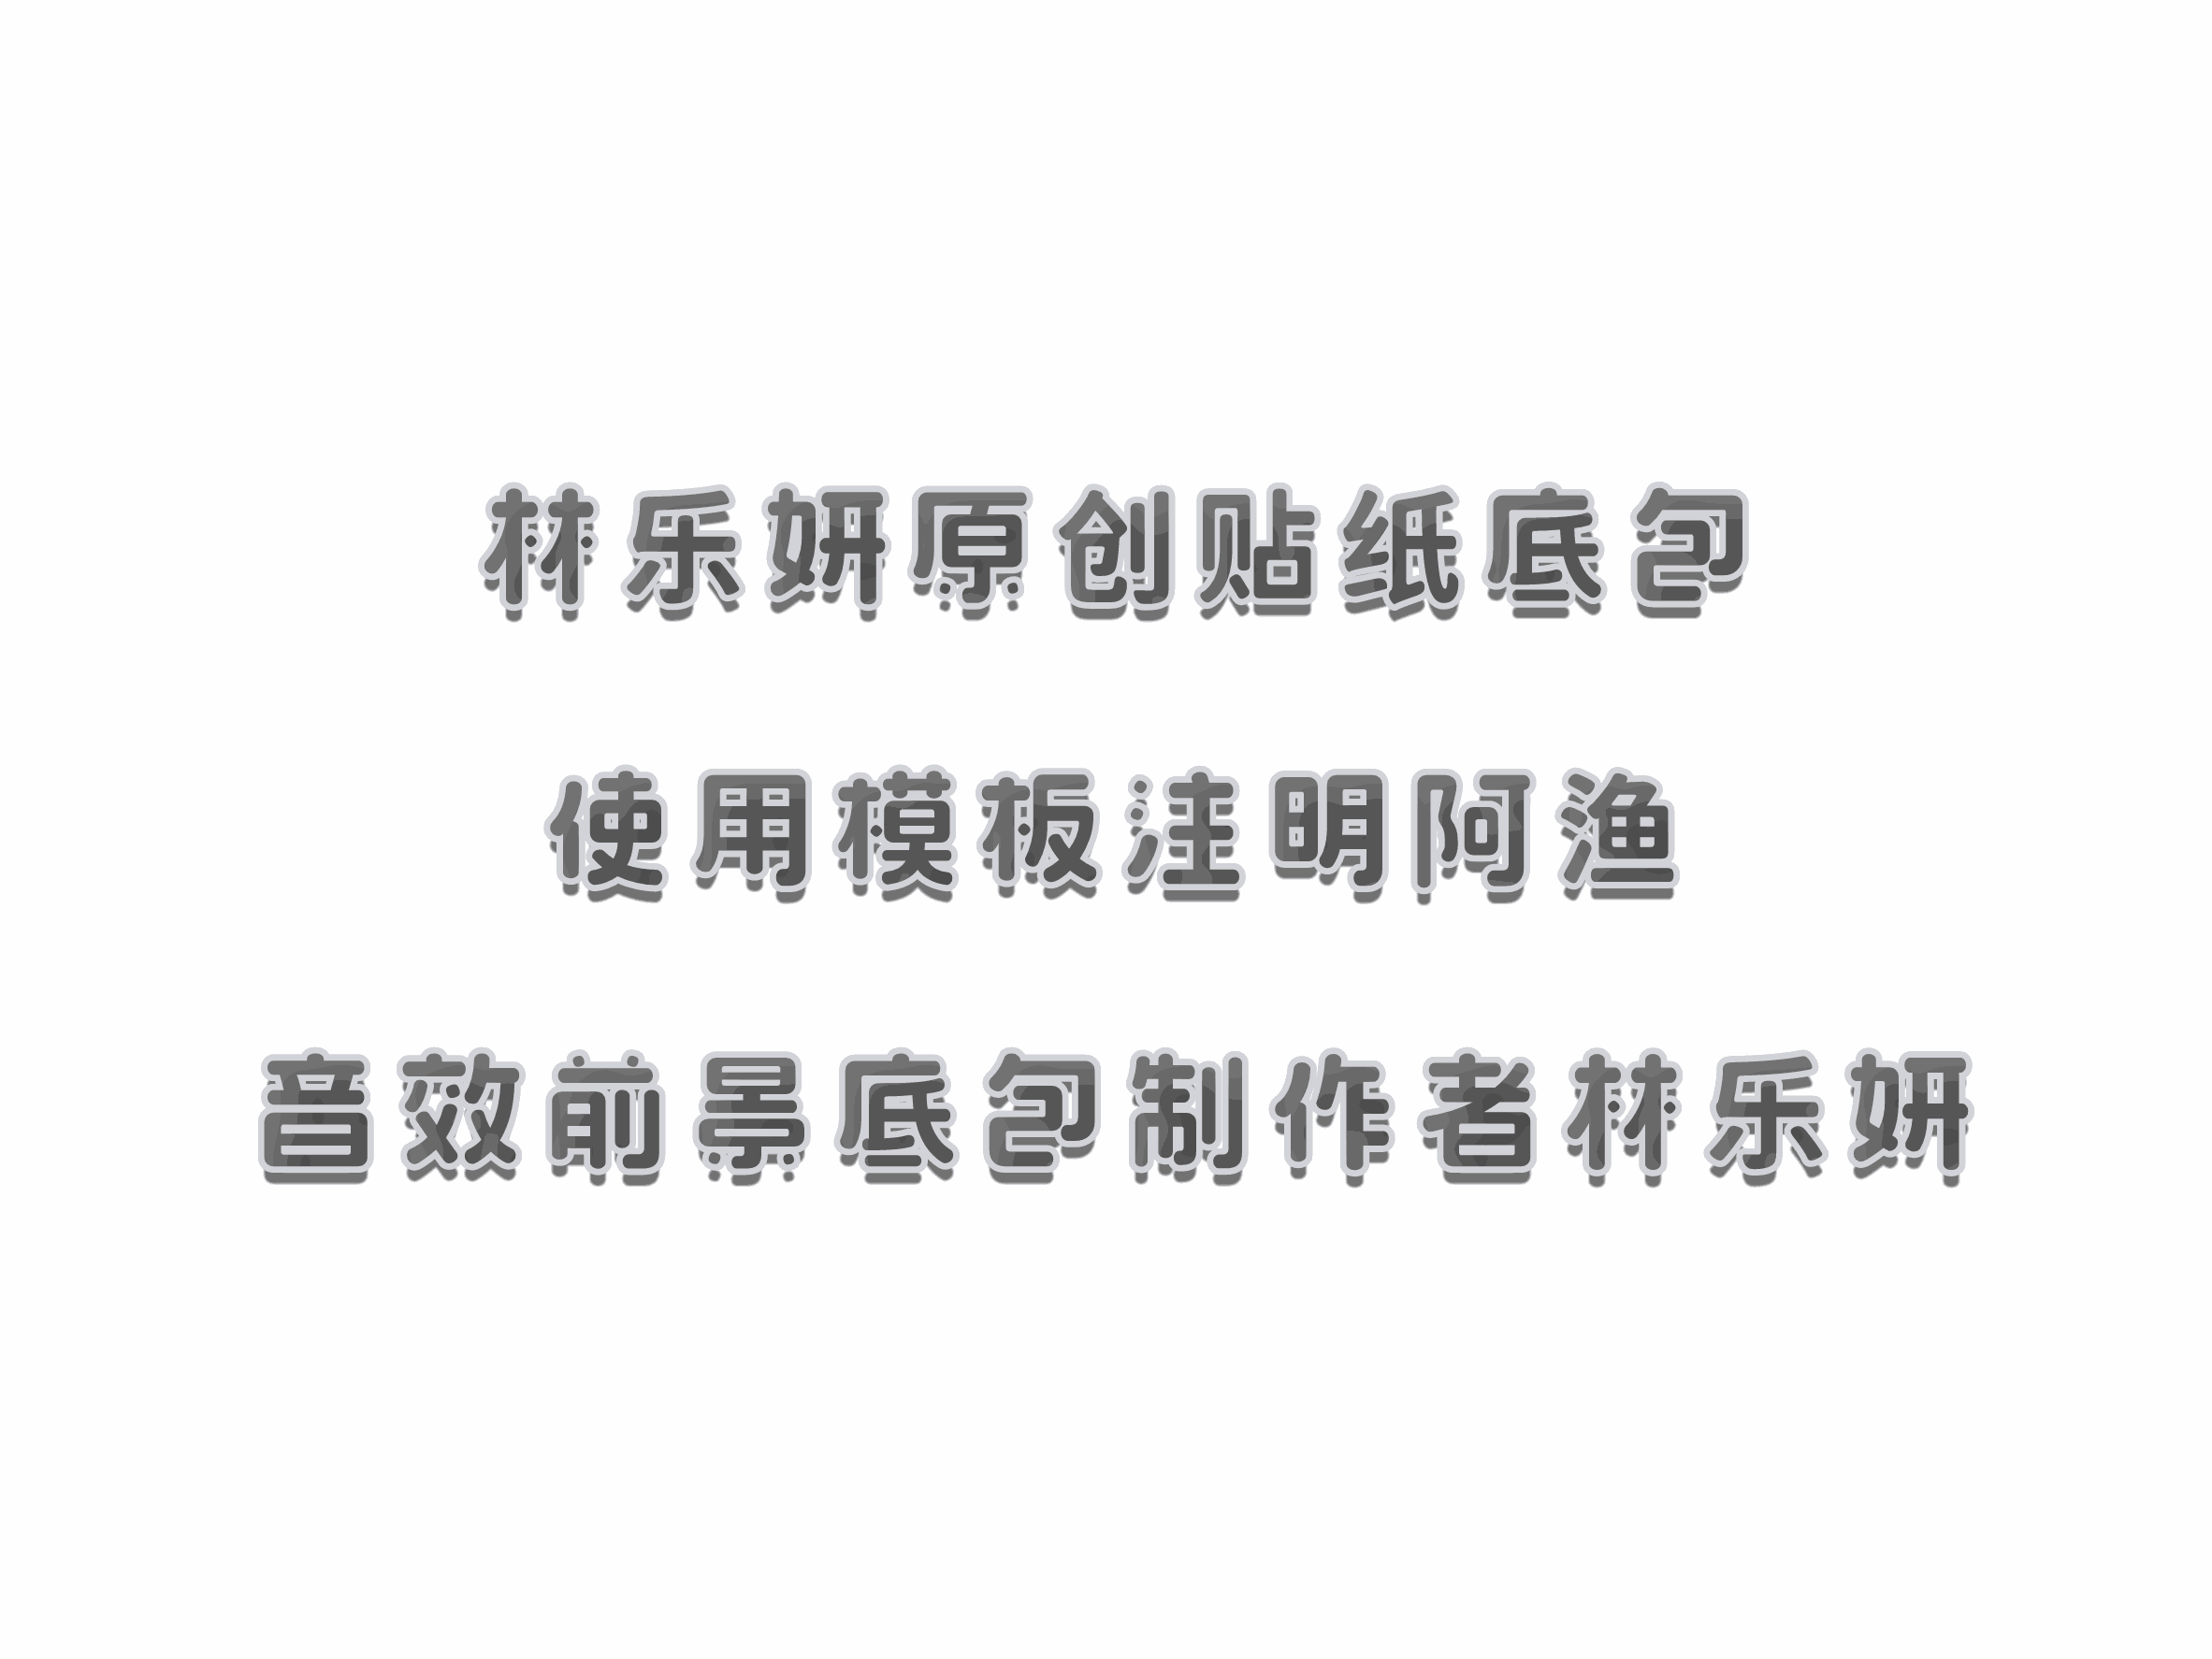 林乐妍原创贴纸底包
使用模板注明阿渔
音效前景底包制作者林乐妍